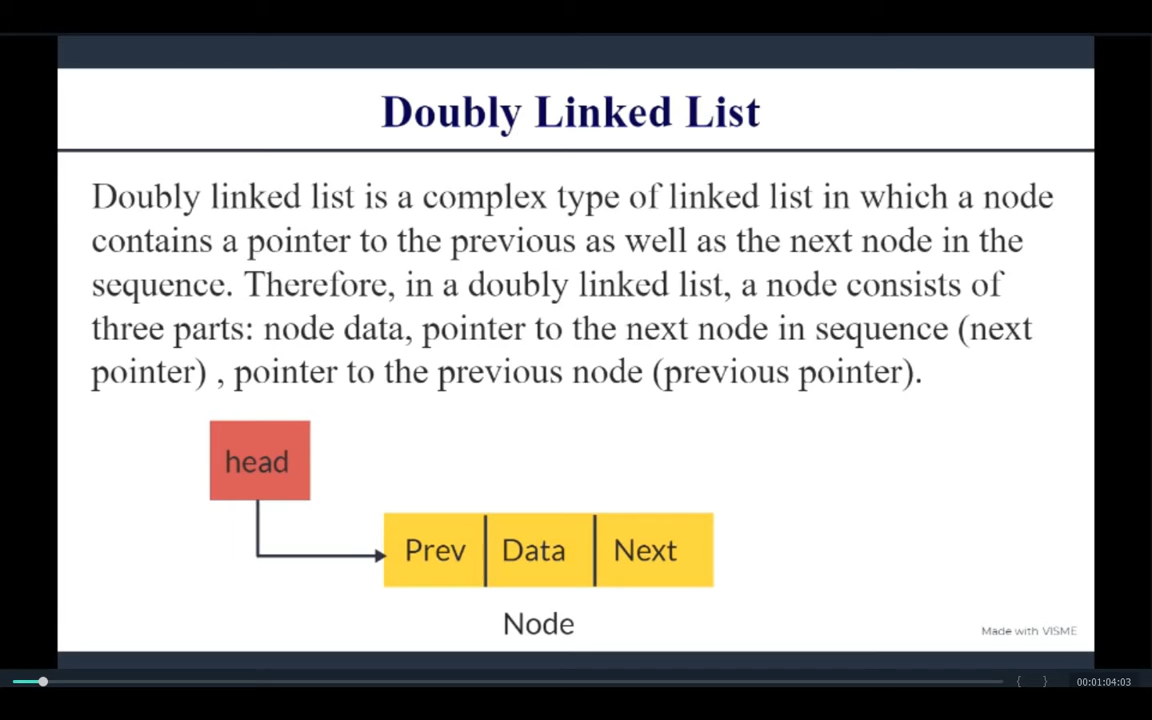 Doubly Linked List
Doubly linked list is a complex type of linked list in which a node
contains a pointer to the previous as well as the next node in the
sequence. Therefore, in a doubly linked list, a node consists of
three parts: node data, pointer to the next node in sequence (next
pointer) , pointer to the previous node (previous pointer).
head
Prev Data Next
Node
Made with VISME
{ } 00:01:04:03